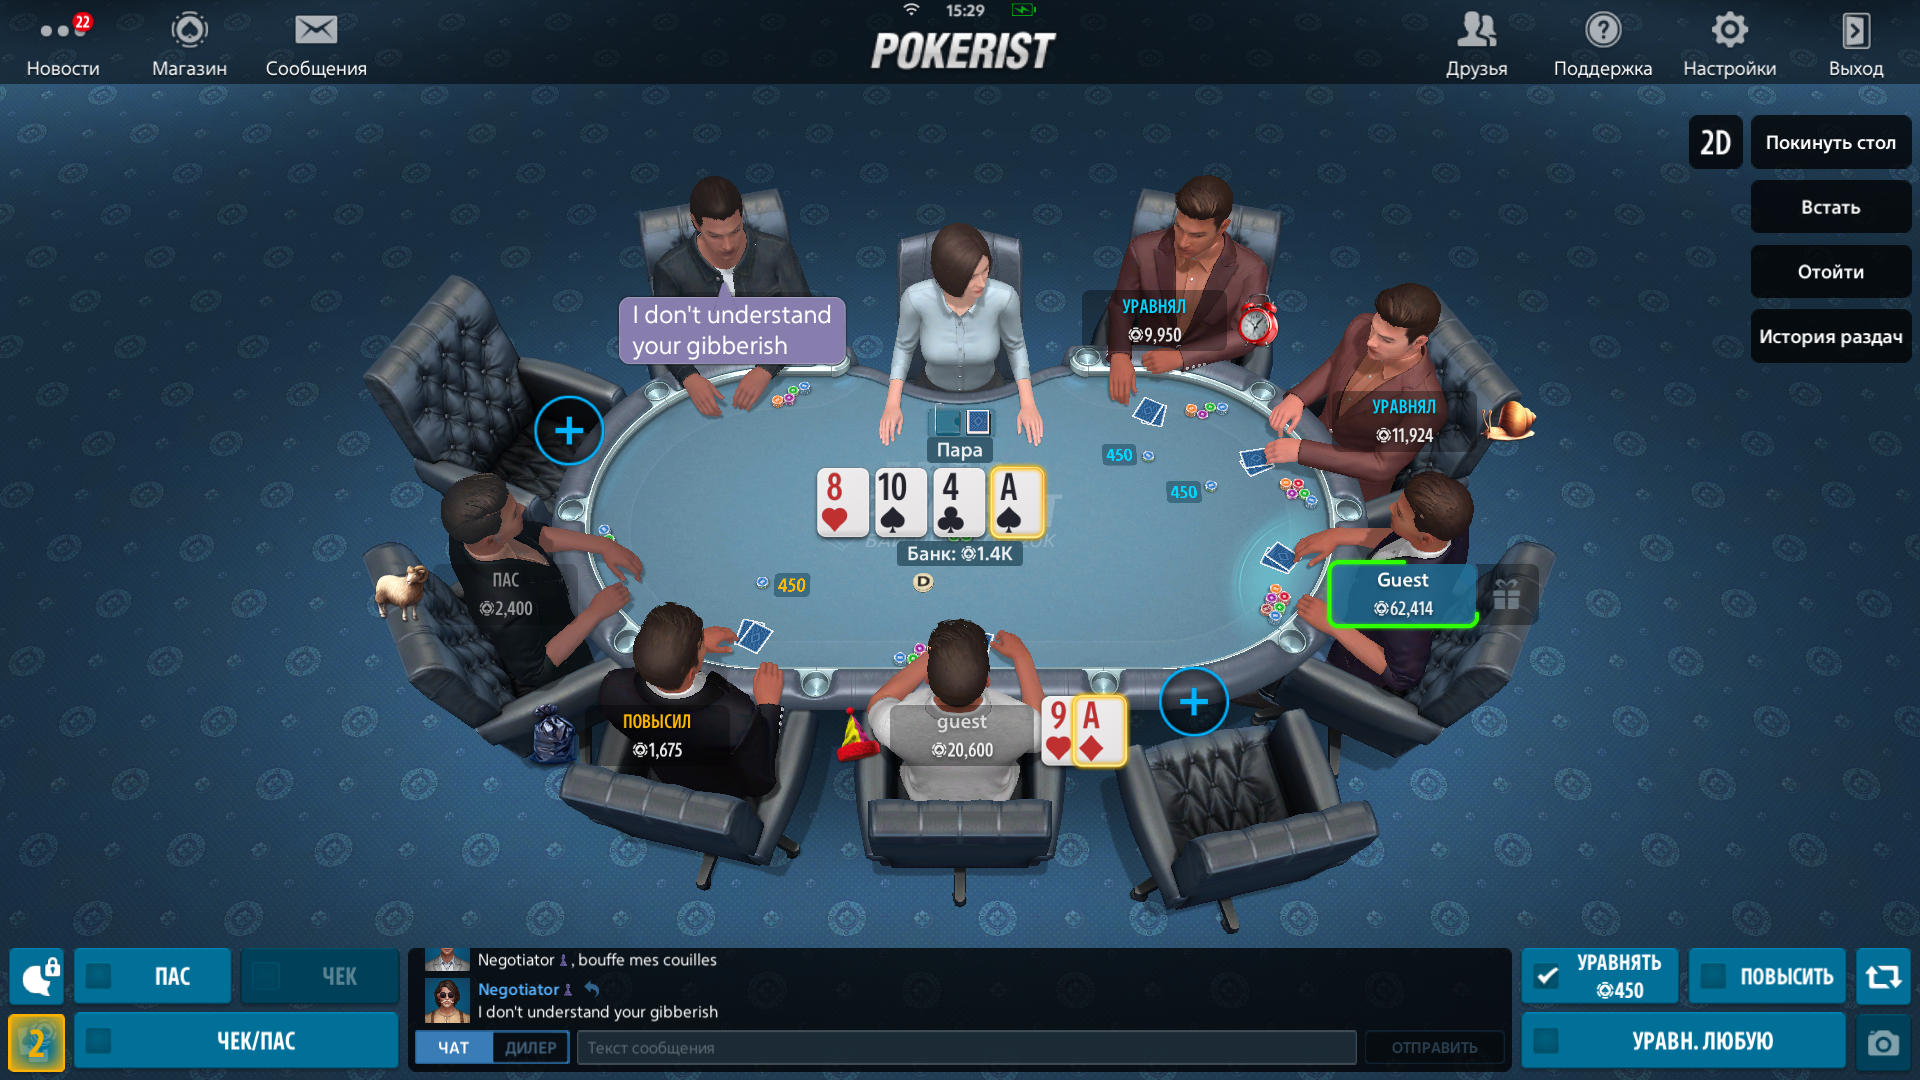 22
15:29
Новости
Магазин
Сообщения
POKERIST
Друзья
Поддержка
Настройки
Выход
2D
Покинуть стол
Встать
Отойти
История раздач
I don't understand
your gibberish
УРАВНЯЛ
9,950
УРАВНЯЛ
11,924
Пара
450
450
8
10
4
A
Банк: 1.4K
D
450
ПАС
2,400
Guest
62,414
ПОВЫСИЛ
1,675
guest
20,600
9
A
ПАС
ЧЕК
2
ЧЕК/ПАС
Negotiator , bouffe mes couilles
Negotiator
I don't understand your gibberish
ЧАТ
ДИЛЕР
Текст сообщения
ОТПРАВИТЬ
УРАВНЯТЬ
450
ПОВЫСИТЬ
УРАВН. ЛЮБУЮ